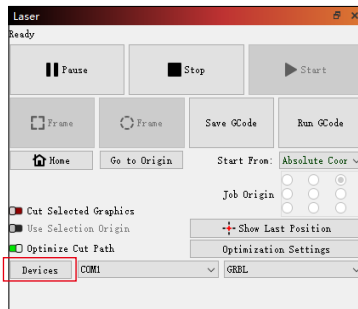 Laser
Ready
Pause Stop Start
Frame Frame Save GCode Run GCode
Home Go to Origin Start From: Absolute Coor
Job Origin
Cut Selected Graphics
Use Selection Origin Show Last Position
Optimize Cut Path Optimization Settings
Devices COM1 GRBL